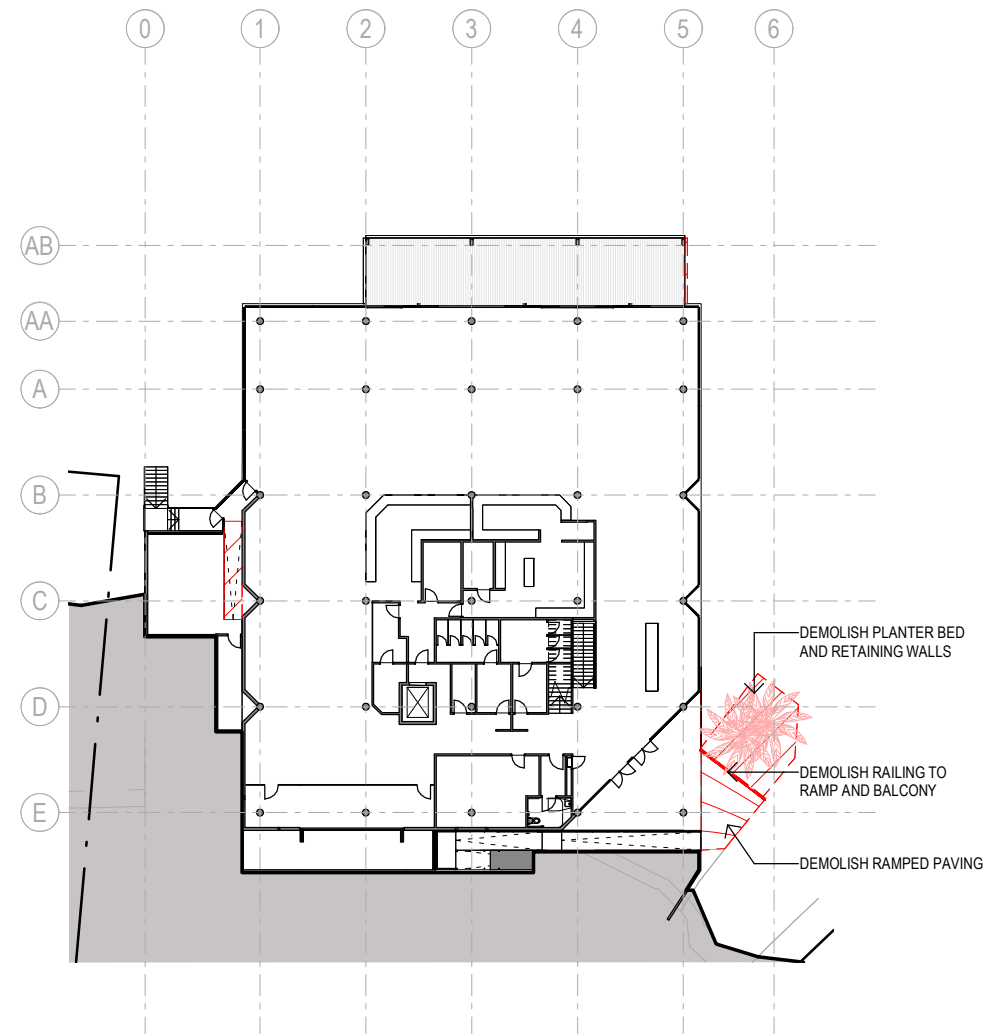 0 1 2 3 4 5 6
AB
AA
A
B
C
DEMOLISH PLANTER BED
AND RETAINING WALLS
D
DEMOLISH RAILING TO
RAMP AND BALCONY
E
DEMOLISH RAMPED PAVING